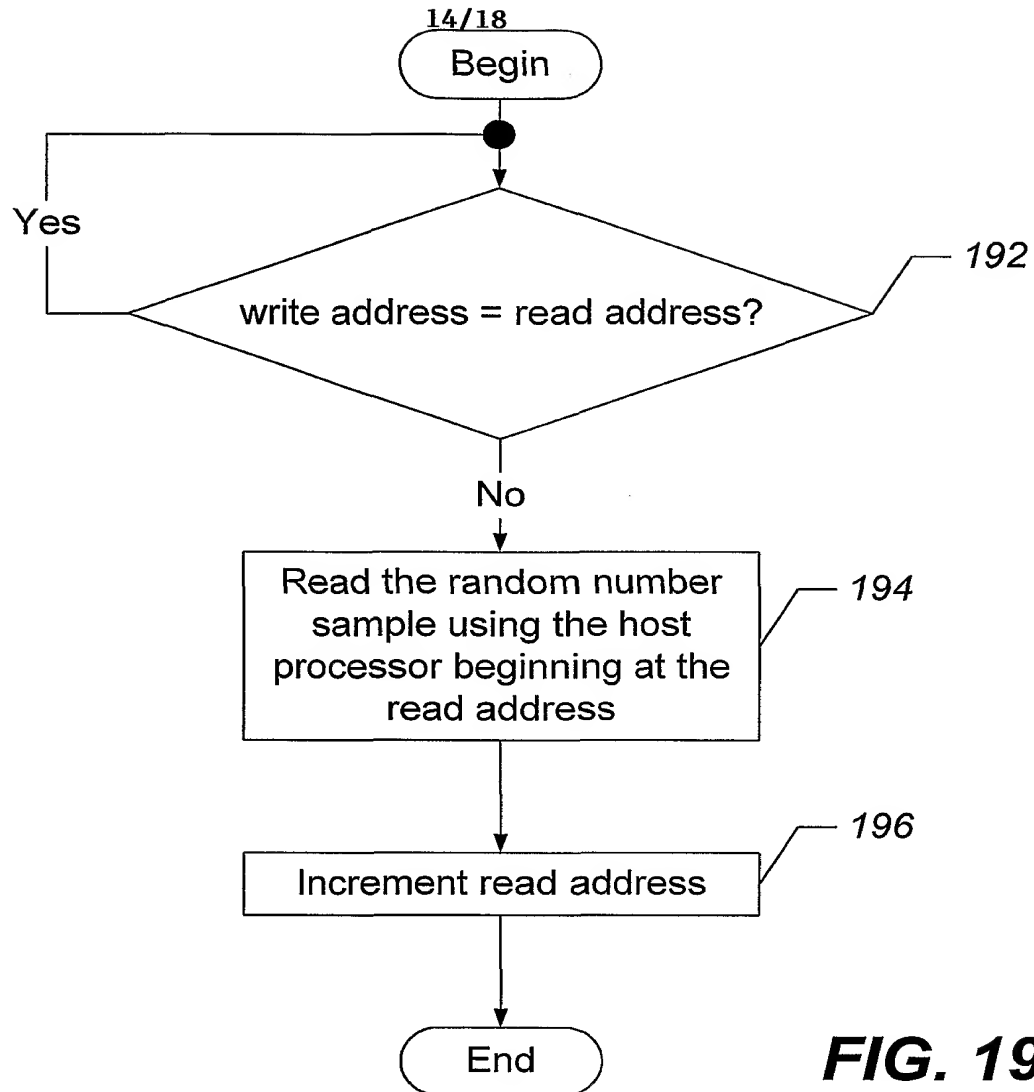 14/18
Begin
Yes
192
write address = read address?
No
Read the random number
sample using the host
processor beginning at the
read address
194
196
Increment read address
End
FIG. 19